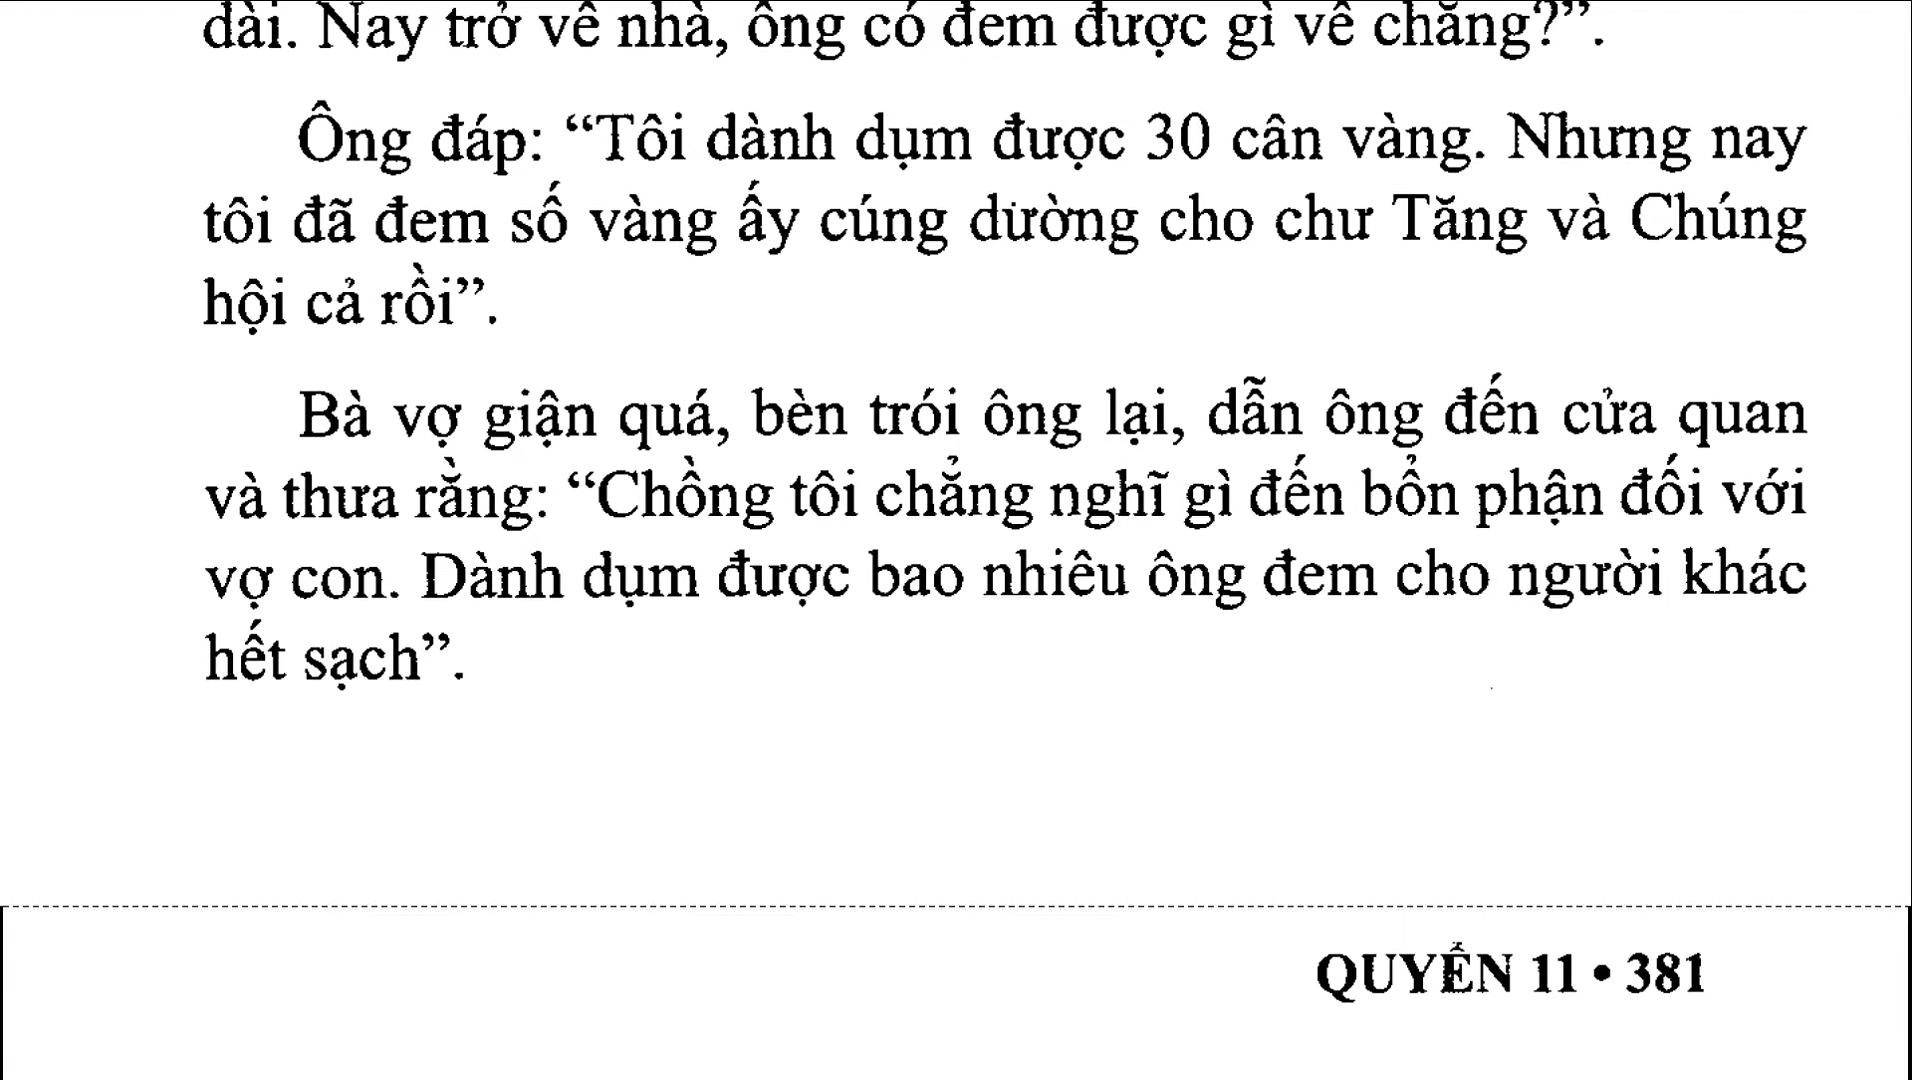 dài. Nay trở về nhà, ông có đem được gì về chăng?”.
Ông đáp: “Tôi dành dụm được 30 cân vàng. Nhưng nay
tôi đã đem số vàng ấy cúng dường cho chư Tăng và Chúng
hội cả rồi”.
Bà vợ giận quá, bèn trói ông lại, dẫn ông đến cửa quan
và thưa rằng: “Chồng tôi chẳng nghĩ gì đến bổn phận đối với
vợ con. Dành dụm được bao nhiêu ông đem cho người khác
hết sạch”.
QUYỂN 11 • 381